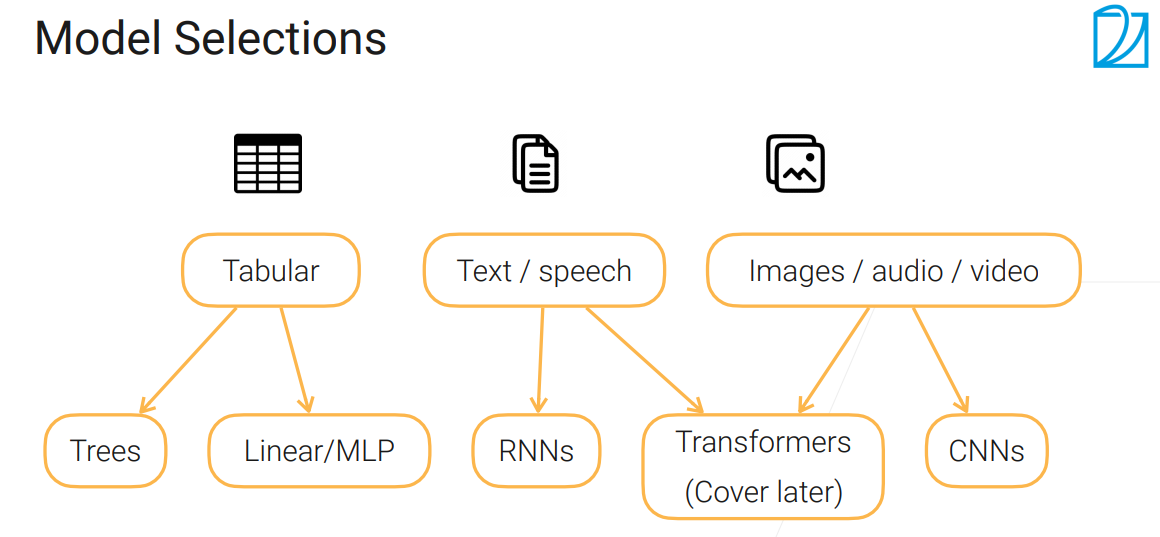 Model Selections
Tabular
Text / speech
Images / audio / video
Trees
Linear/MLP
RNNs
Transformers
(Cover later)
CNNs